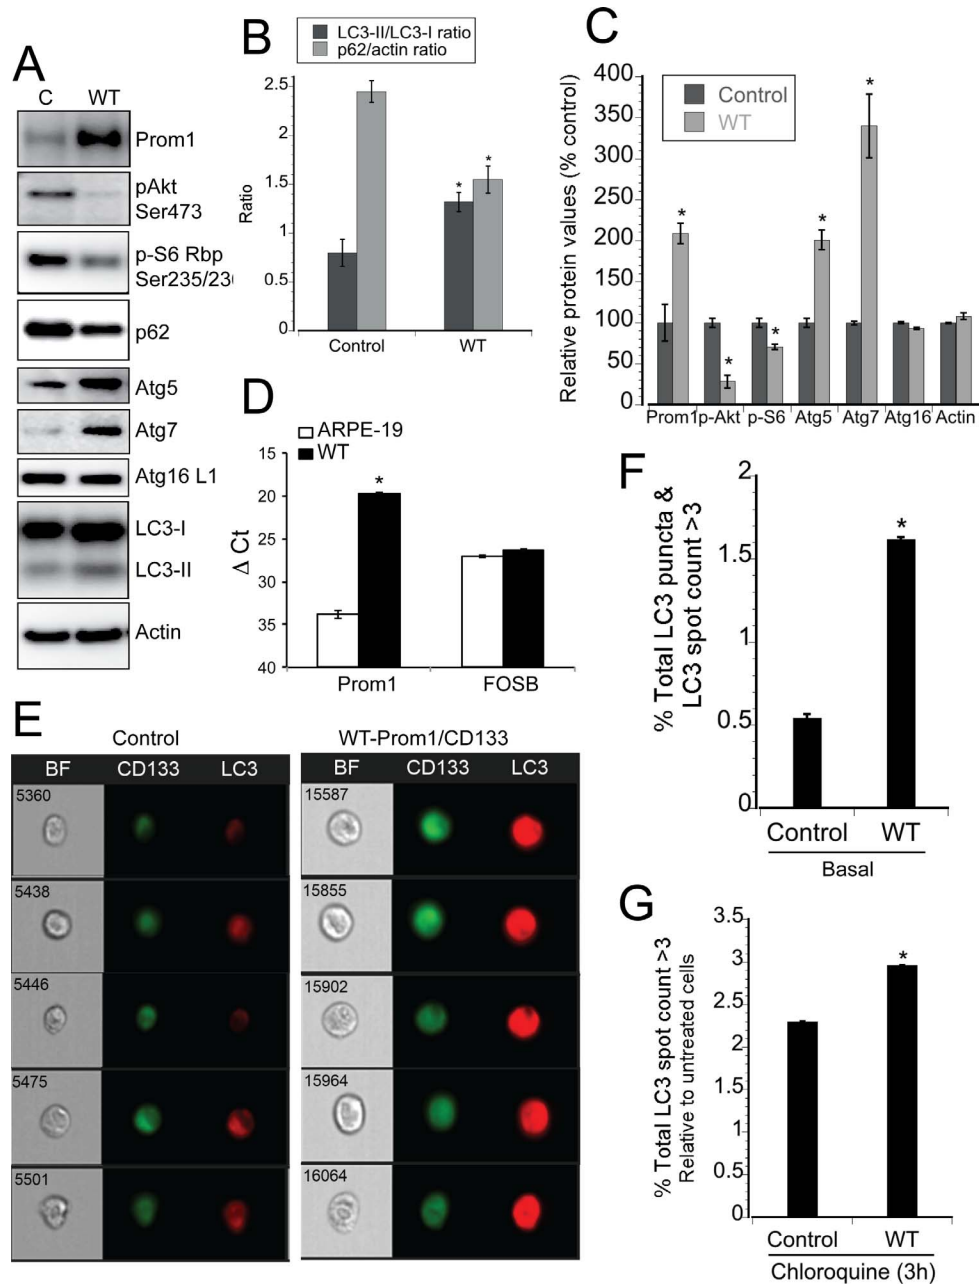 A
C WT
Prom1
pAkt
Ser473
p-S6 Rbp
Ser235/23
p62
Atg5
Atg7
Atg16 L1
LC3-I
LC3-II
Actin
B
LC3-II/LC3-I ratio
p62/actin ratio
Ratio
2.5
2
1.5
1
0.5
0
Control WT
*
*
C
Control
WT
Relative protein values (% control)
400
350
300
250
200
150
100
50
0
*
*
*
*
*
Prom1 p-Akt p-S6 Atg5 Atg7 Atg16 Actin
D
ARPE-19
WT
Δ Ct
15
20
25
30
35
40
*
Prom1 FOSB
E
Control
BF CD133 LC3
5360
5438
5446
5475
5501
WT-Prom1/CD133
BF CD133 LC3
15587
15855
15902
15964
16064
F
% Total LC3 puncta &
LC3 spot count >3
2
1.5
1
0.5
0
*
Control WT
Basal
G
% Total LC3 spot count >3
Relative to untreated cells
3.5
3
2.5
2
1.5
1
0.5
0
*
Control WT
Chloroquine (3h)